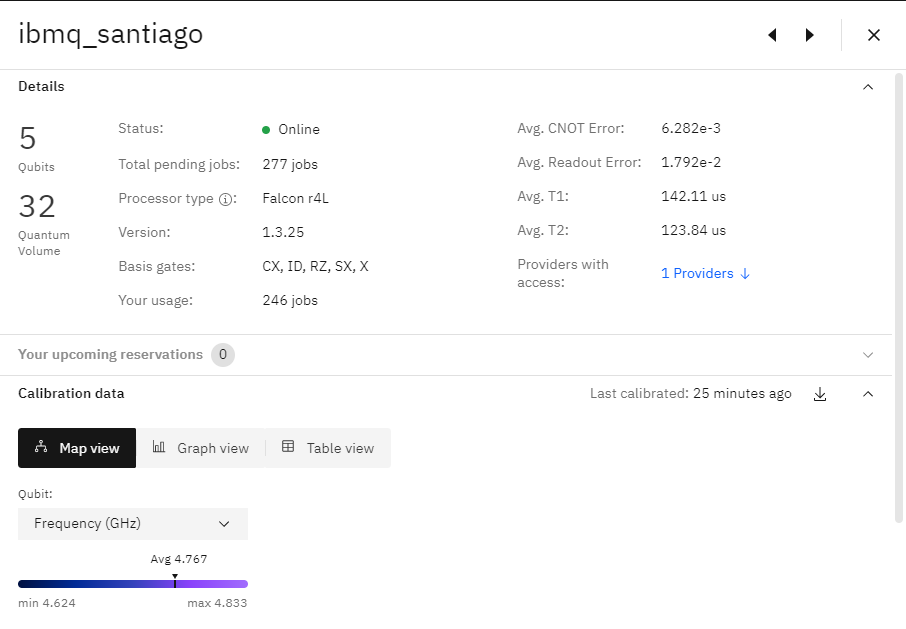 ibmq_santiago
Details
5
Qubits
32
Quantum
Volume
Status: Online
Total pending jobs: 277 jobs
Processor type : Falcon r4L
Version: 1.3.25
Basis gates: CX, ID, RZ, SX, X
Your usage: 246 jobs
Avg. CNOT Error: 6.282e-3
Avg. Readout Error: 1.792e-2
Avg. T1: 142.11 us
Avg. T2: 123.84 us
Providers with
access: 1 Providers ↓
Your upcoming reservations 0
Calibration data Last calibrated: 25 minutes ago
Map view Graph view Table view
Qubit:
Frequency (GHz)
Avg 4.767
min 4.624 max 4.833